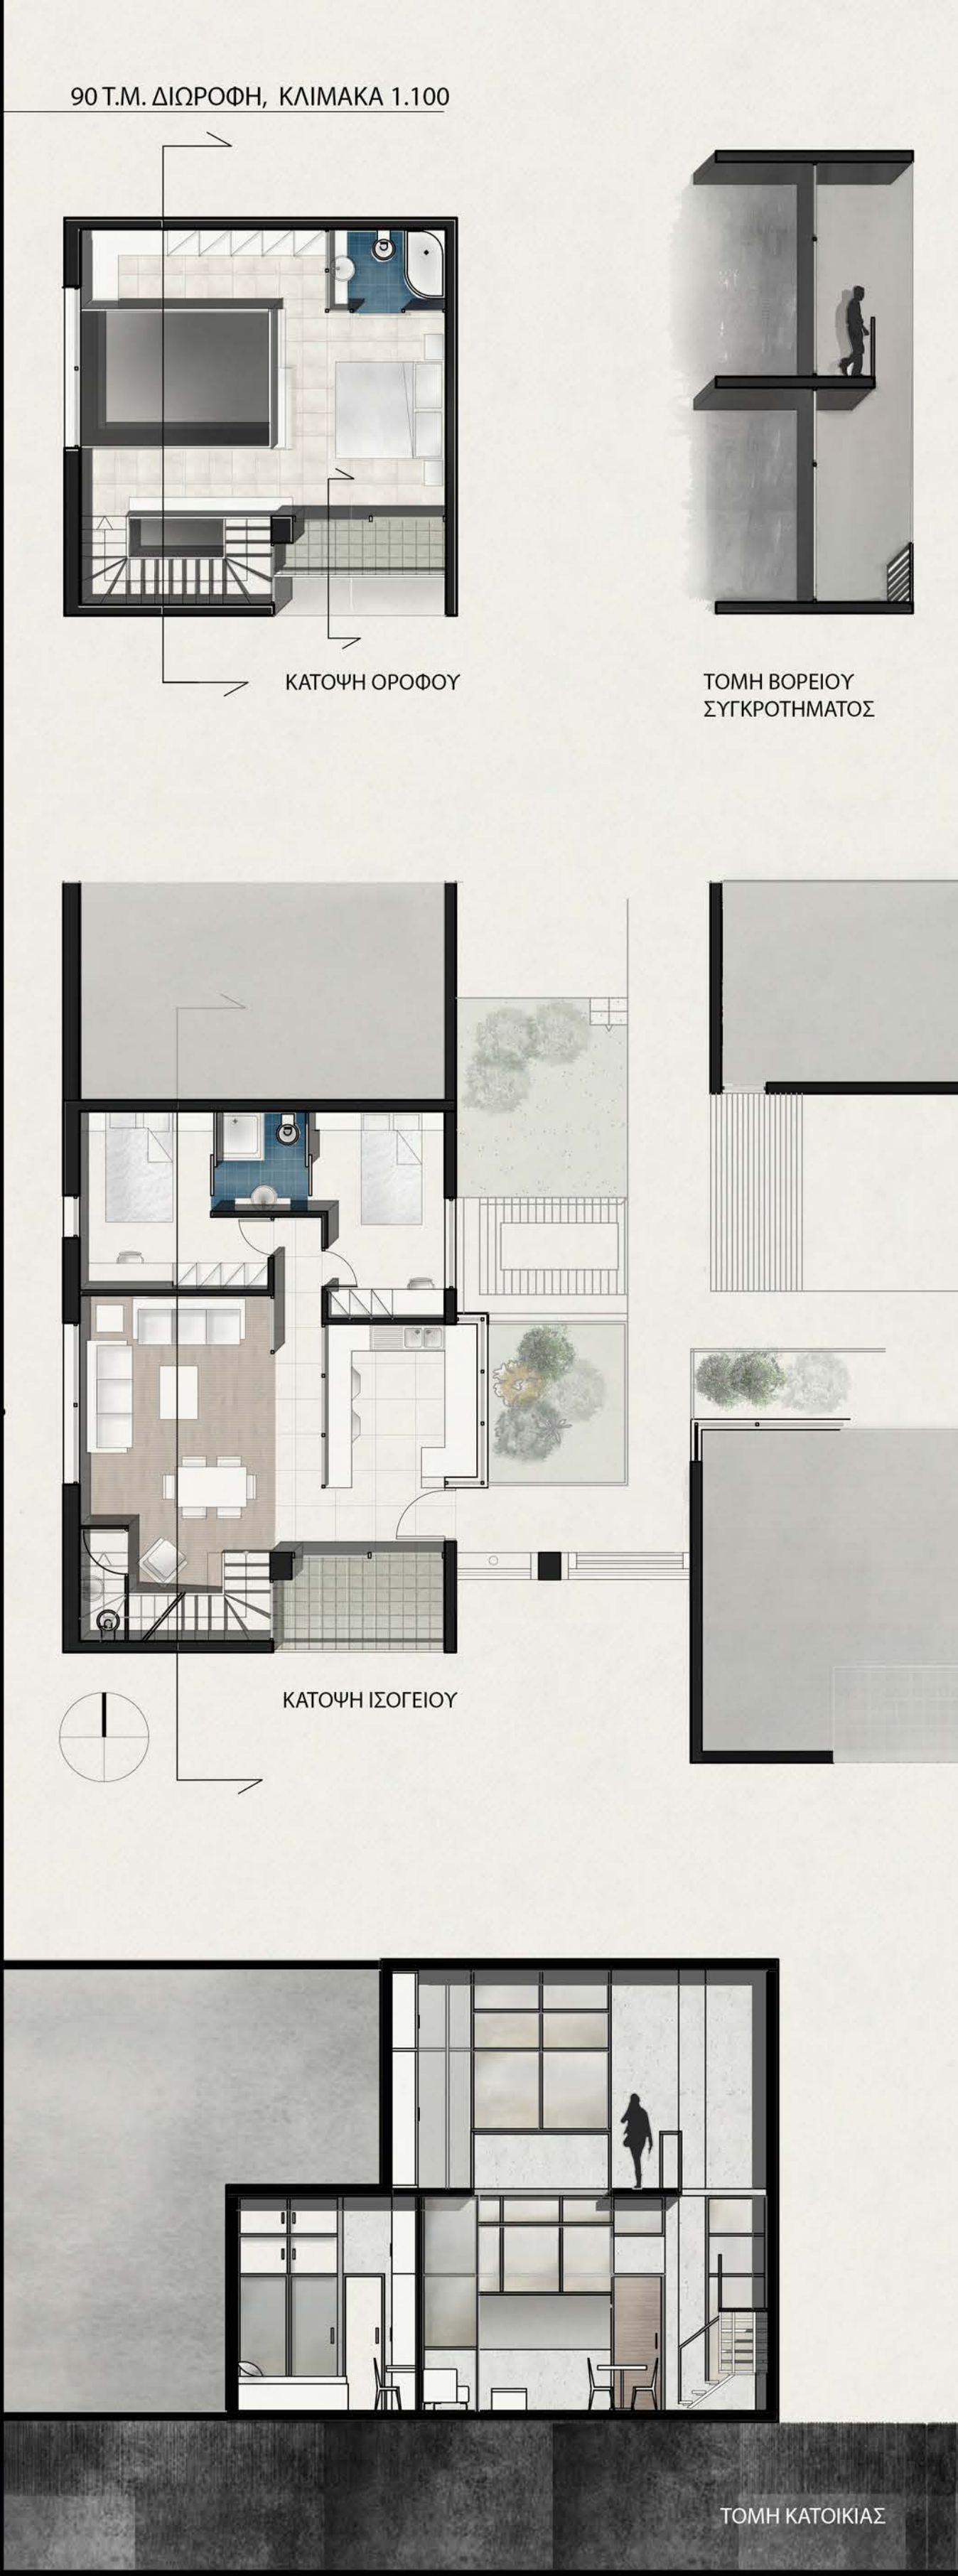 90 Τ.Μ. ΔΙΩΡΟΦΗ, ΚΛΙΜΑΚΑ 1.100
ΚΑΤΟΨΗ ΟΡΟΦΟΥ
ΤΟΜΗ ΒΟΡΕΙΟΥ
ΣΥΓΚΡΟΤΗΜΑΤΟΣ
ΚΑΤΟΨΗ ΙΣΟΓΕΙΟΥ
ΤΟΜΗ ΚΑΤΟΙΚΙΑΣ